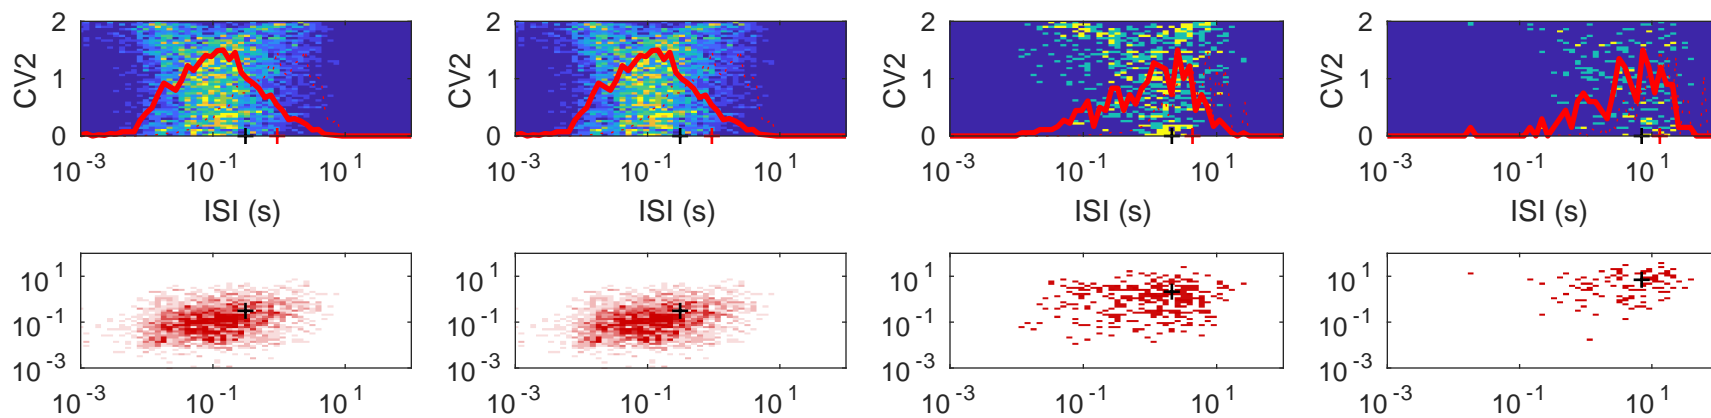 2 2 2 2
CV2 CV2 CV2 CV2
1 1 1 1
0 0 0 0
10^-3 10^-1 10^1 10^-3 10^-1 10^1 10^-3 10^-1 10^1 10^-3 10^-1 10^1
ISI (s) ISI (s) ISI (s) ISI (s)
10^1 10^1 10^1 10^1
10^-1 10^-1 10^-1 10^-1
10^-3 10^-3 10^-3 10^-3
10^-3 10^-1 10^1 10^-3 10^-1 10^1 10^-3 10^-1 10^1 10^-3 10^-1 10^1